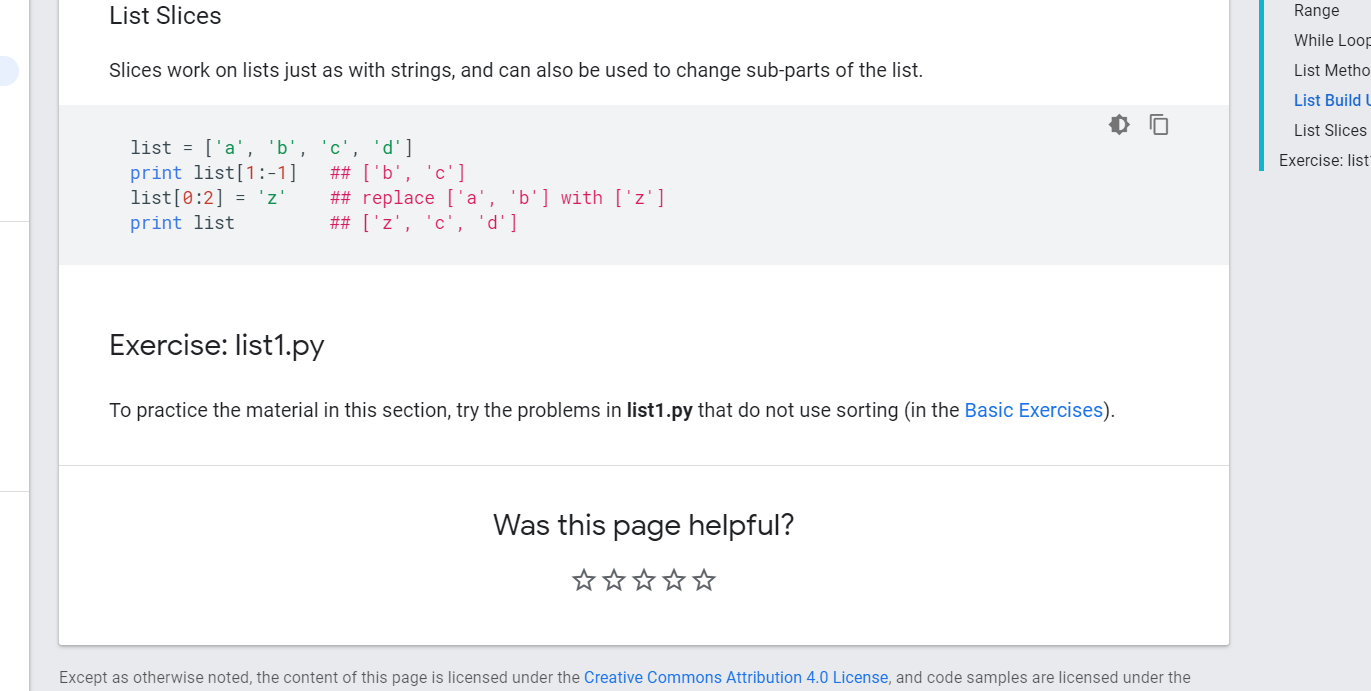 List Slices
Slices work on lists just as with strings, and can also be used to change sub-parts of the list.
list = ['a', 'b', 'c', 'd']
print list[1:-1]   ## ['b', 'c']
list[0:2] = 'z'    ## replace ['a', 'b'] with ['z']
print list         ## ['z', 'c', 'd']
Exercise: list1.py
To practice the material in this section, try the problems in list1.py that do not use sorting (in the Basic Exercises).
Was this page helpful?
Except as otherwise noted, the content of this page is licensed under the Creative Commons Attribution 4.0 License, and code samples are licensed under the
Range
While Loop
List Metho
List Build U
List Slices
Exercise: list